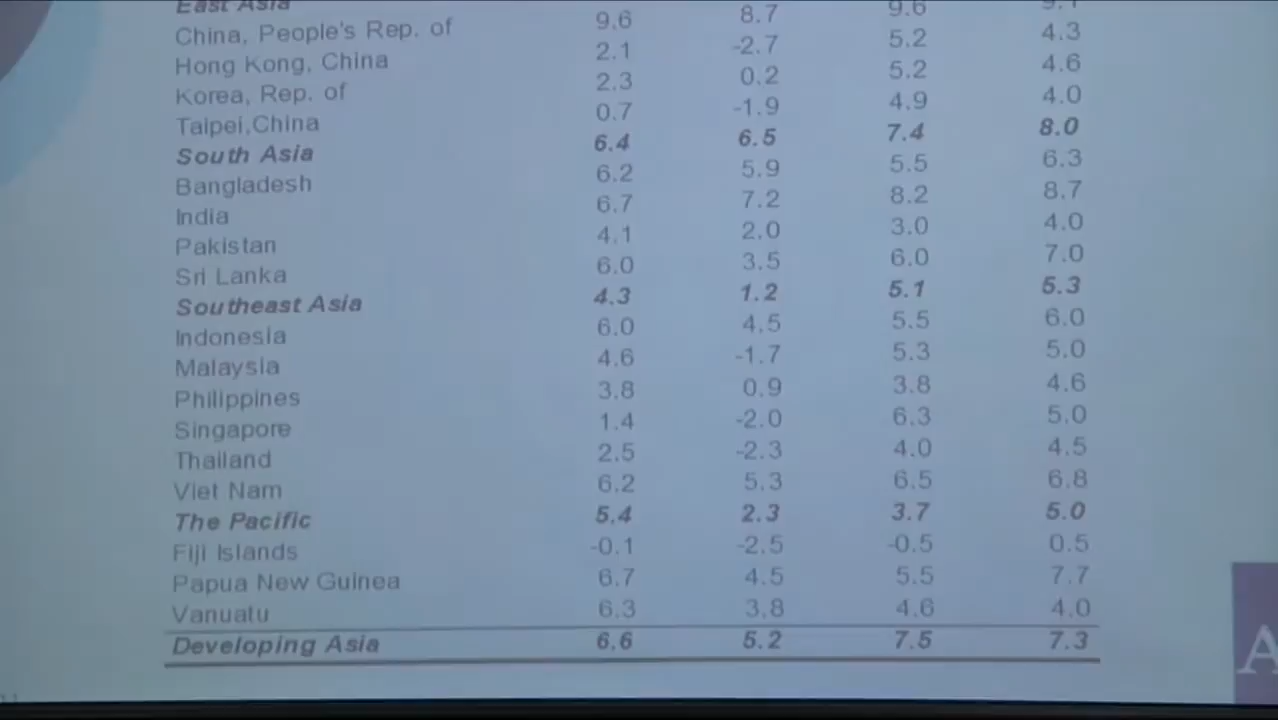 East Asia
China, People's Rep. of 9.6 8.7 9.6 9.1
Hong Kong, China 2.1 -2.7 5.2 4.3
Korea, Rep. of 2.3 0.2 5.2 4.6
Taipei,China 0.7 -1.9 4.9 4.0
South Asia 6.4 6.5 7.4 8.0
Bangladesh 6.2 5.9 5.5 6.3
India 6.7 7.2 8.2 8.7
Pakistan 4.1 2.0 3.0 4.0
Sri Lanka 6.0 3.5 6.0 7.0
Southeast Asia 4.3 1.2 5.1 5.3
Indonesia 6.0 4.5 5.5 6.0
Malaysia 4.6 -1.7 5.3 5.0
Philippines 3.8 0.9 3.8 4.6
Singapore 1.4 -2.0 6.3 5.0
Thailand 2.5 -2.3 4.0 4.5
Viet Nam 6.2 5.3 6.5 6.8
The Pacific 5.4 2.3 3.7 5.0
Fiji Islands -0.1 -2.5 -0.5 0.5
Papua New Guinea 6.7 4.5 5.5 7.7
Vanuatu 6.3 3.8 4.6 4.0
Developing Asia 6.6 5.2 7.5 7.3
A